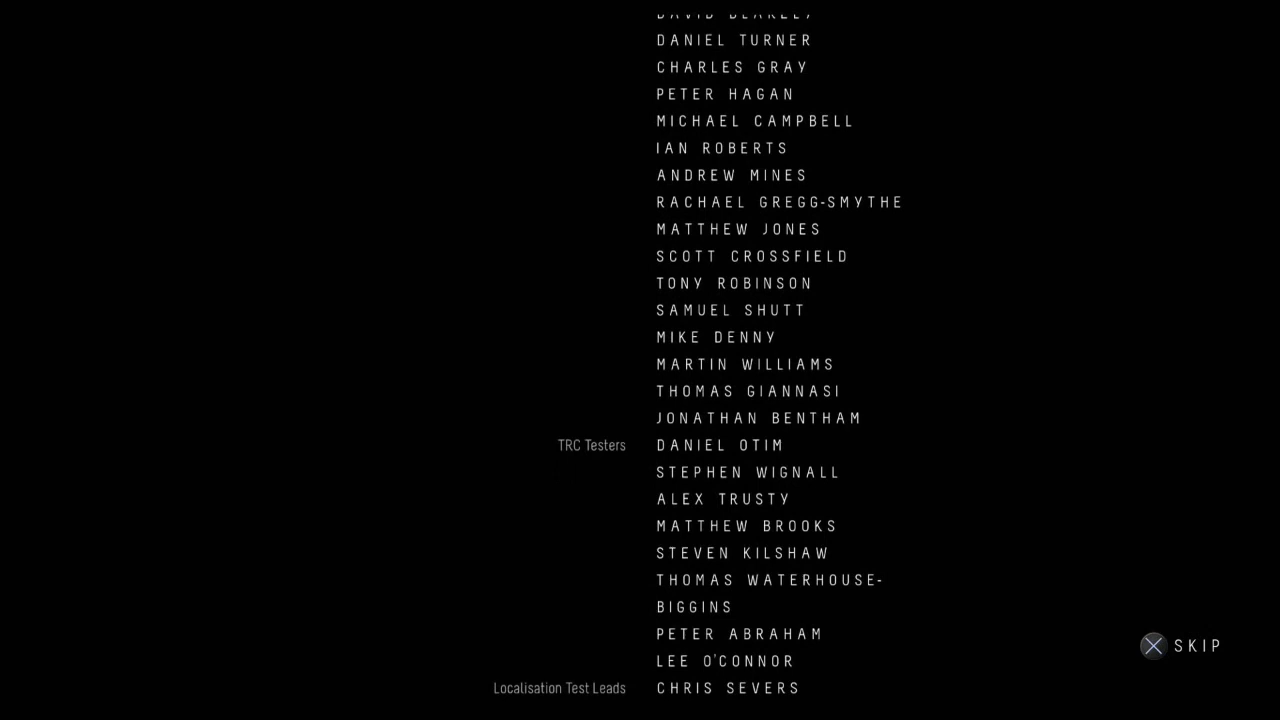 DANIEL TURNER
CHARLES GRAY
PETER HAGAN
MICHAEL CAMPBELL
IAN ROBERTS
ANDREW MINES
RACHAEL GREGG-SMYTHE
MATTHEW JONES
SCOTT CROSSFIELD
TONY ROBINSON
SAMUEL SHUTT
MIKE DENNY
MARTIN WILLIAMS
THOMAS GIANNASI
JONATHAN BENTHAM
TRC Testers DANIEL OTIM
STEPHEN WIGNALL
ALEX TRUSTY
MATTHEW BROOKS
STEVEN KILSHAW
THOMAS WATERHOUSE-
BIGGINS
PETER ABRAHAM
SKIP
LEE O'CONNOR
Localisation Test Leads CHRIS SEVERS